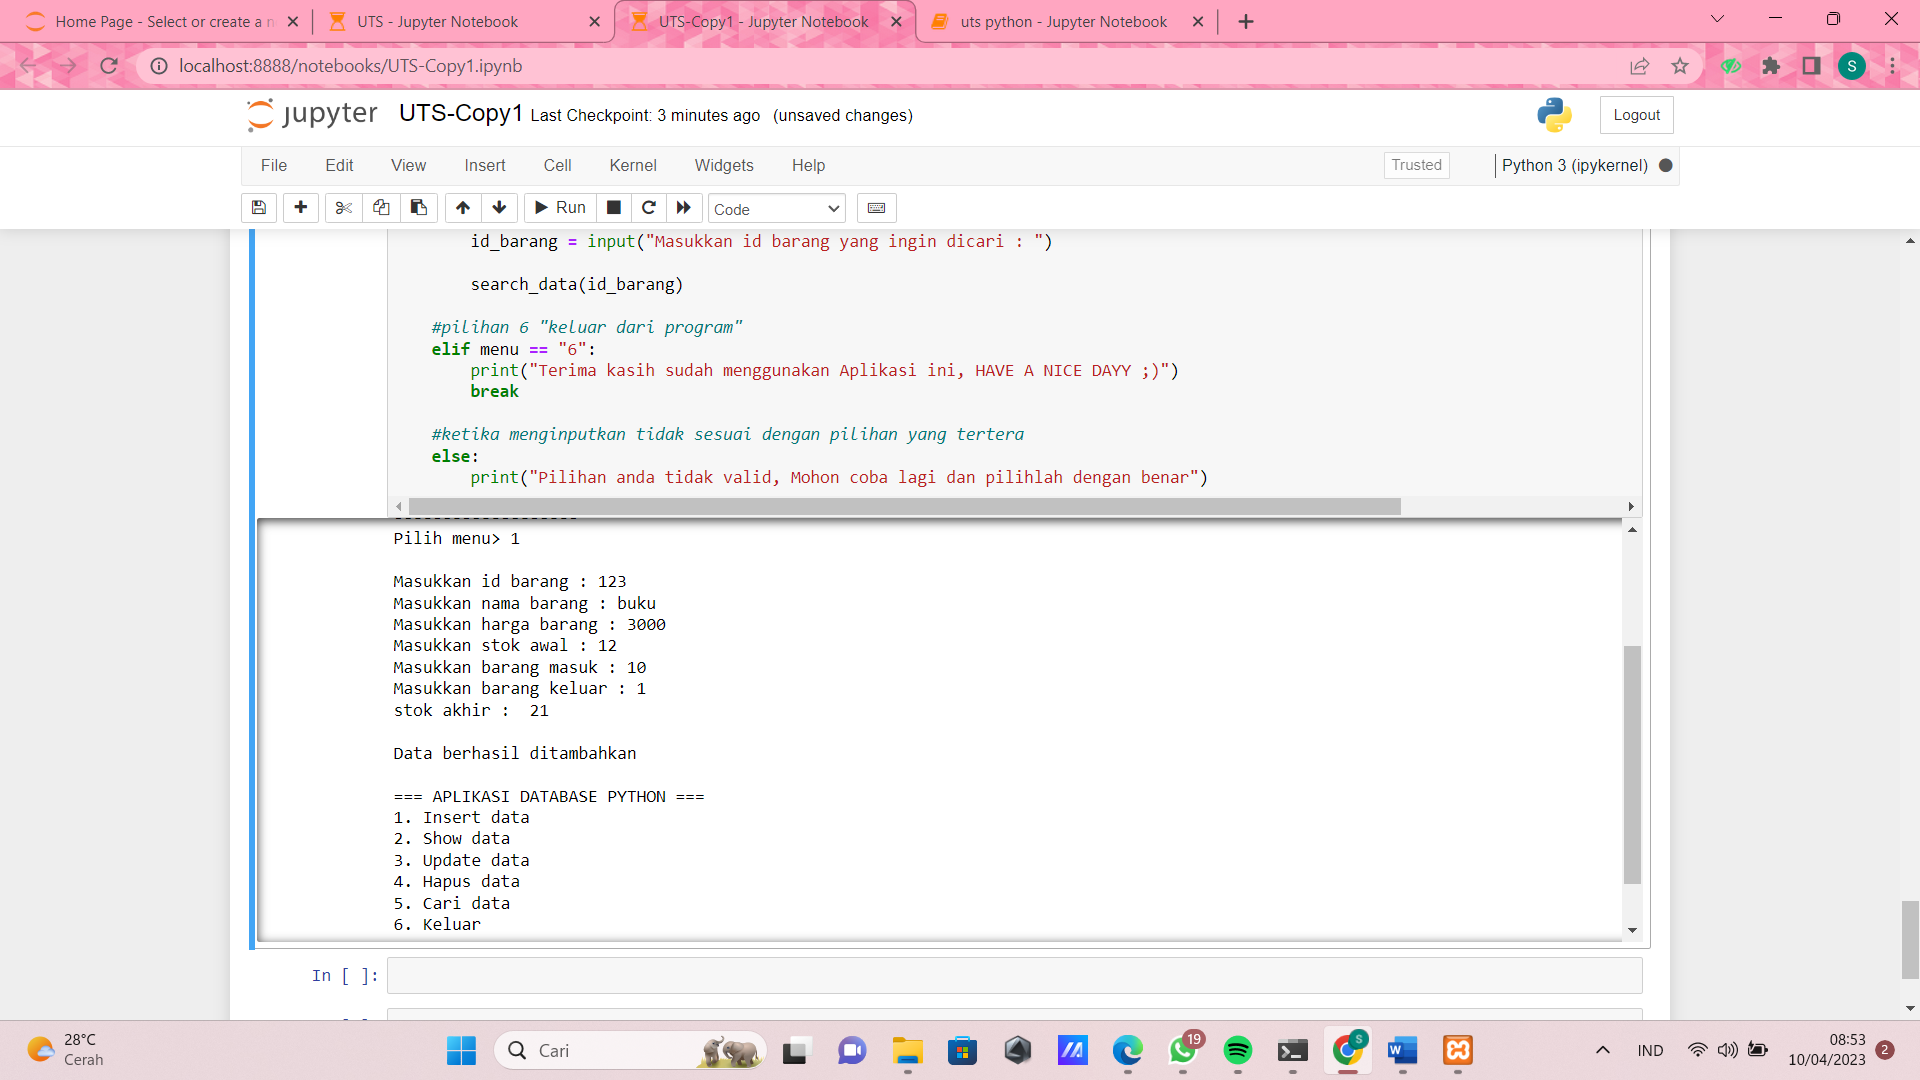 Home Page - Select or create a n
UTS - Jupyter Notebook
UTS-Copy1 - Jupyter Notebook
uts python - Jupyter Notebook
localhost:8888/notebooks/UTS-Copy1.ipynb
S
jupyter UTS-Copy1 Last Checkpoint: 3 minutes ago (unsaved changes)
Logout
File Edit View Insert Cell Kernel Widgets Help
Trusted
Python 3 (ipykernel)
Run
Code
id_barang = input("Masukkan id barang yang ingin dicari : ")
search_data(id_barang)
#pilihan 6 "keluar dari program"
elif menu == "6":
print("Terima kasih sudah menggunakan Aplikasi ini, HAVE A NICE DAYY ;)")
break
#ketika menginputkan tidak sesuai dengan pilihan yang tertera
else:
print("Pilihan anda tidak valid, Mohon coba lagi dan pilihlah dengan benar")
Pilih menu> 1
Masukkan id barang : 123
Masukkan nama barang : buku
Masukkan harga barang : 3000
Masukkan stok awal : 12
Masukkan barang masuk : 10
Masukkan barang keluar : 1
stok akhir :  21
Data berhasil ditambahkan
=== APLIKASI DATABASE PYTHON ===
1. Insert data
2. Show data
3. Update data
4. Hapus data
5. Cari data
6. Keluar
In [ ]:
28°C
Cerah
Cari
19
S
IND
08:53
10/04/2023
2